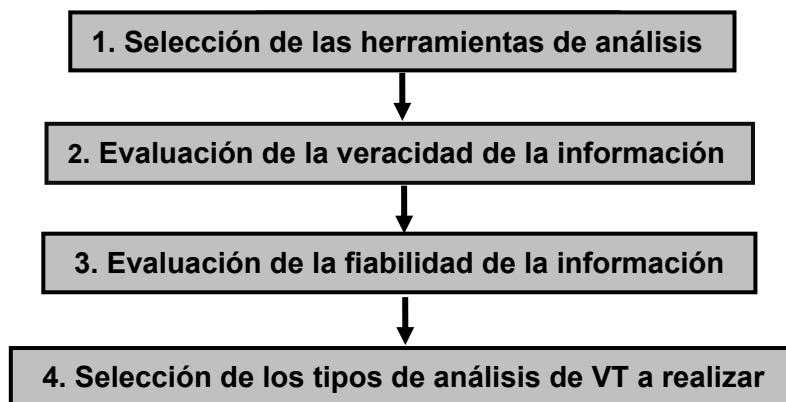 1. Selección de las herramientas de análisis
2. Evaluación de la veracidad de la información
3. Evaluación de la fiabilidad de la información
4. Selección de los tipos de análisis de VT a realizar